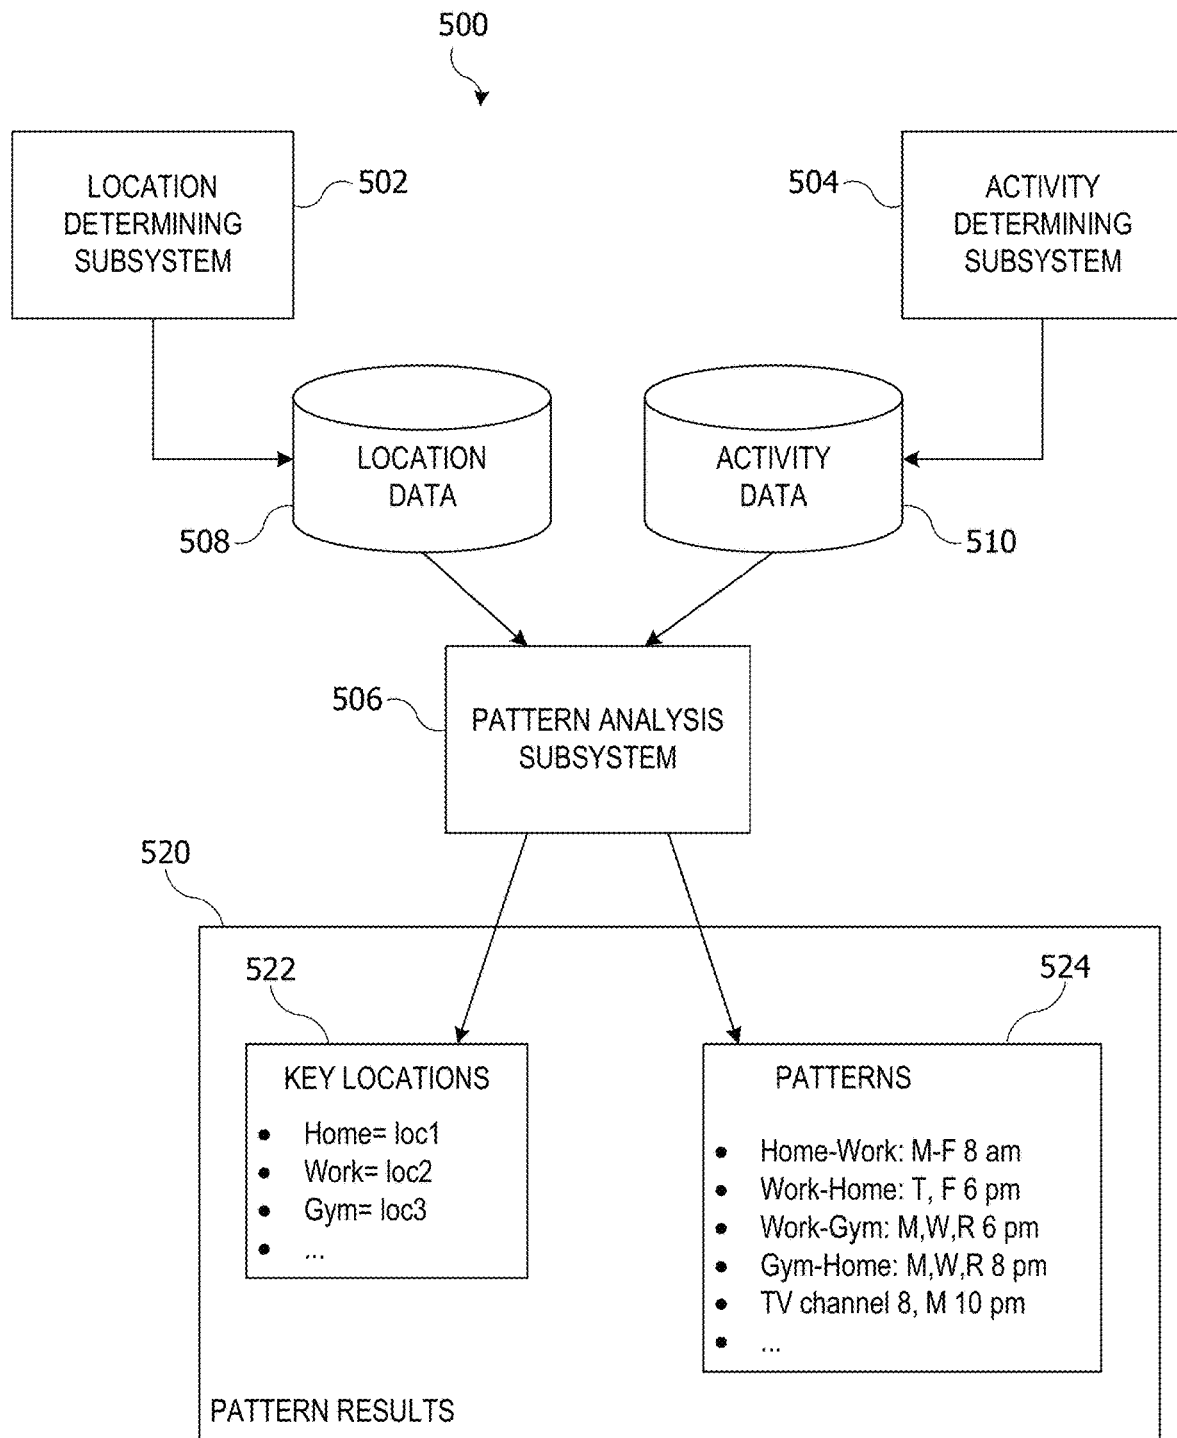 500
LOCATION
DETERMINING
SUBSYSTEM
502
504
ACTIVITY
DETERMINING
SUBSYSTEM
LOCATION
DATA
508
ACTIVITY
DATA
510
506
PATTERN ANALYSIS
SUBSYSTEM
520
522
KEY LOCATIONS
• Home= loc1
• Work= loc2
• Gym= loc3
• ...
524
PATTERNS
• Home-Work: M-F 8 am
• Work-Home: T, F 6 pm
• Work-Gym: M,W,R 6 pm
• Gym-Home: M,W,R 8 pm
• TV channel 8, M 10 pm
• ...
PATTERN RESULTS